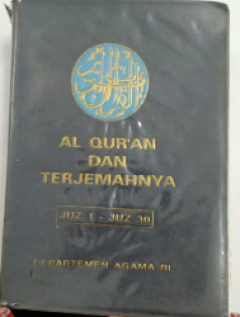 AL QUR'AN
DAN
TERJEMAHNYA
JUZ 1 - JUZ 30
DEPARTEMEN AGAMA RI